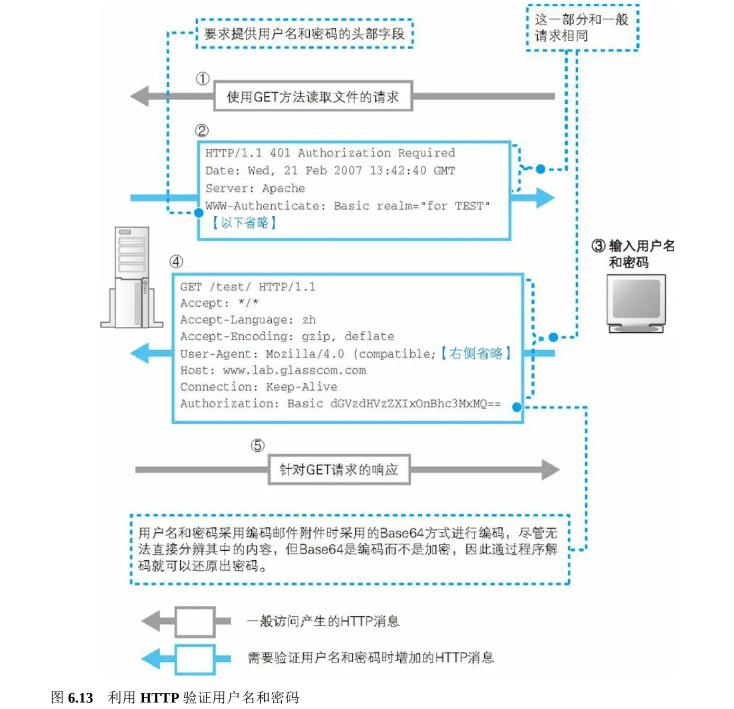 要求提供用户名和密码的头部字段
这一部分和一般
请求相同
①
使用GET方法读取文件的请求
②
HTTP/1.1 401 Authorization Required
Date: Wed, 21 Feb 2007 13:42:40 GMT
Server: Apache
WWW-Authenticate: Basic realm="for TEST"
【以下省略】
③ 输入用户名
和密码
④
GET /test/ HTTP/1.1
Accept: */*
Accept-Language: zh
Accept-Encoding: gzip, deflate
User-Agent: Mozilla/4.0 (compatible;【右侧省略】
Host: www.lab.glasscom.com
Connection: Keep-Alive
Authorization: Basic dGVzdHVzZXIxOnBhc3MxMQ==
⑤
针对GET请求的响应
用户名和密码采用编码邮件附件时采用的Base64方式进行编码，尽管无
法直接分辨其中的内容，但Base64是编码而不是加密，因此通过程序解
码就可以还原出密码。
一般访问产生的HTTP消息
需要验证用户名和密码时增加的HTTP消息
图 6.13 利用 HTTP 验证用户名和密码